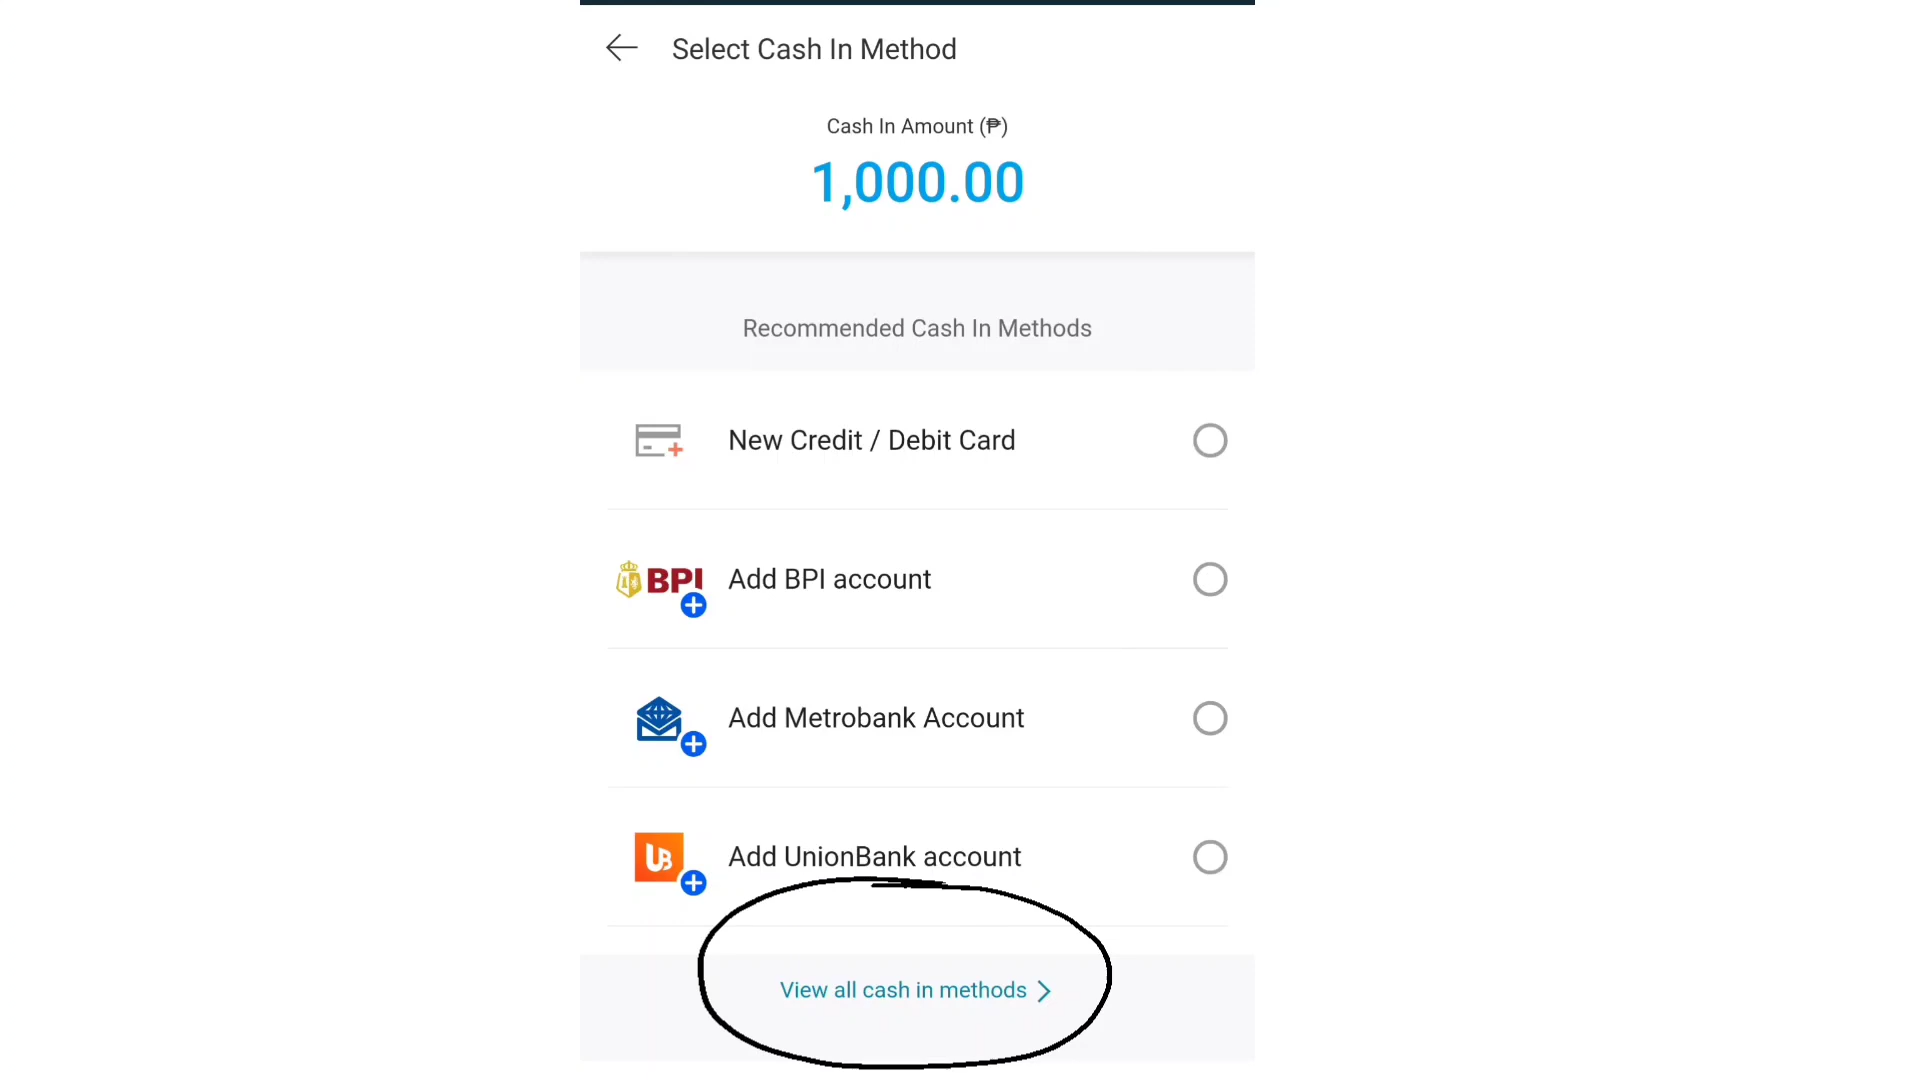 Select Cash In Method
Cash In Amount (₱)
1,000.00
Recommended Cash In Methods
New Credit / Debit Card
BPI Add BPI account
Add Metrobank Account
UB Add UnionBank account
View all cash in methods